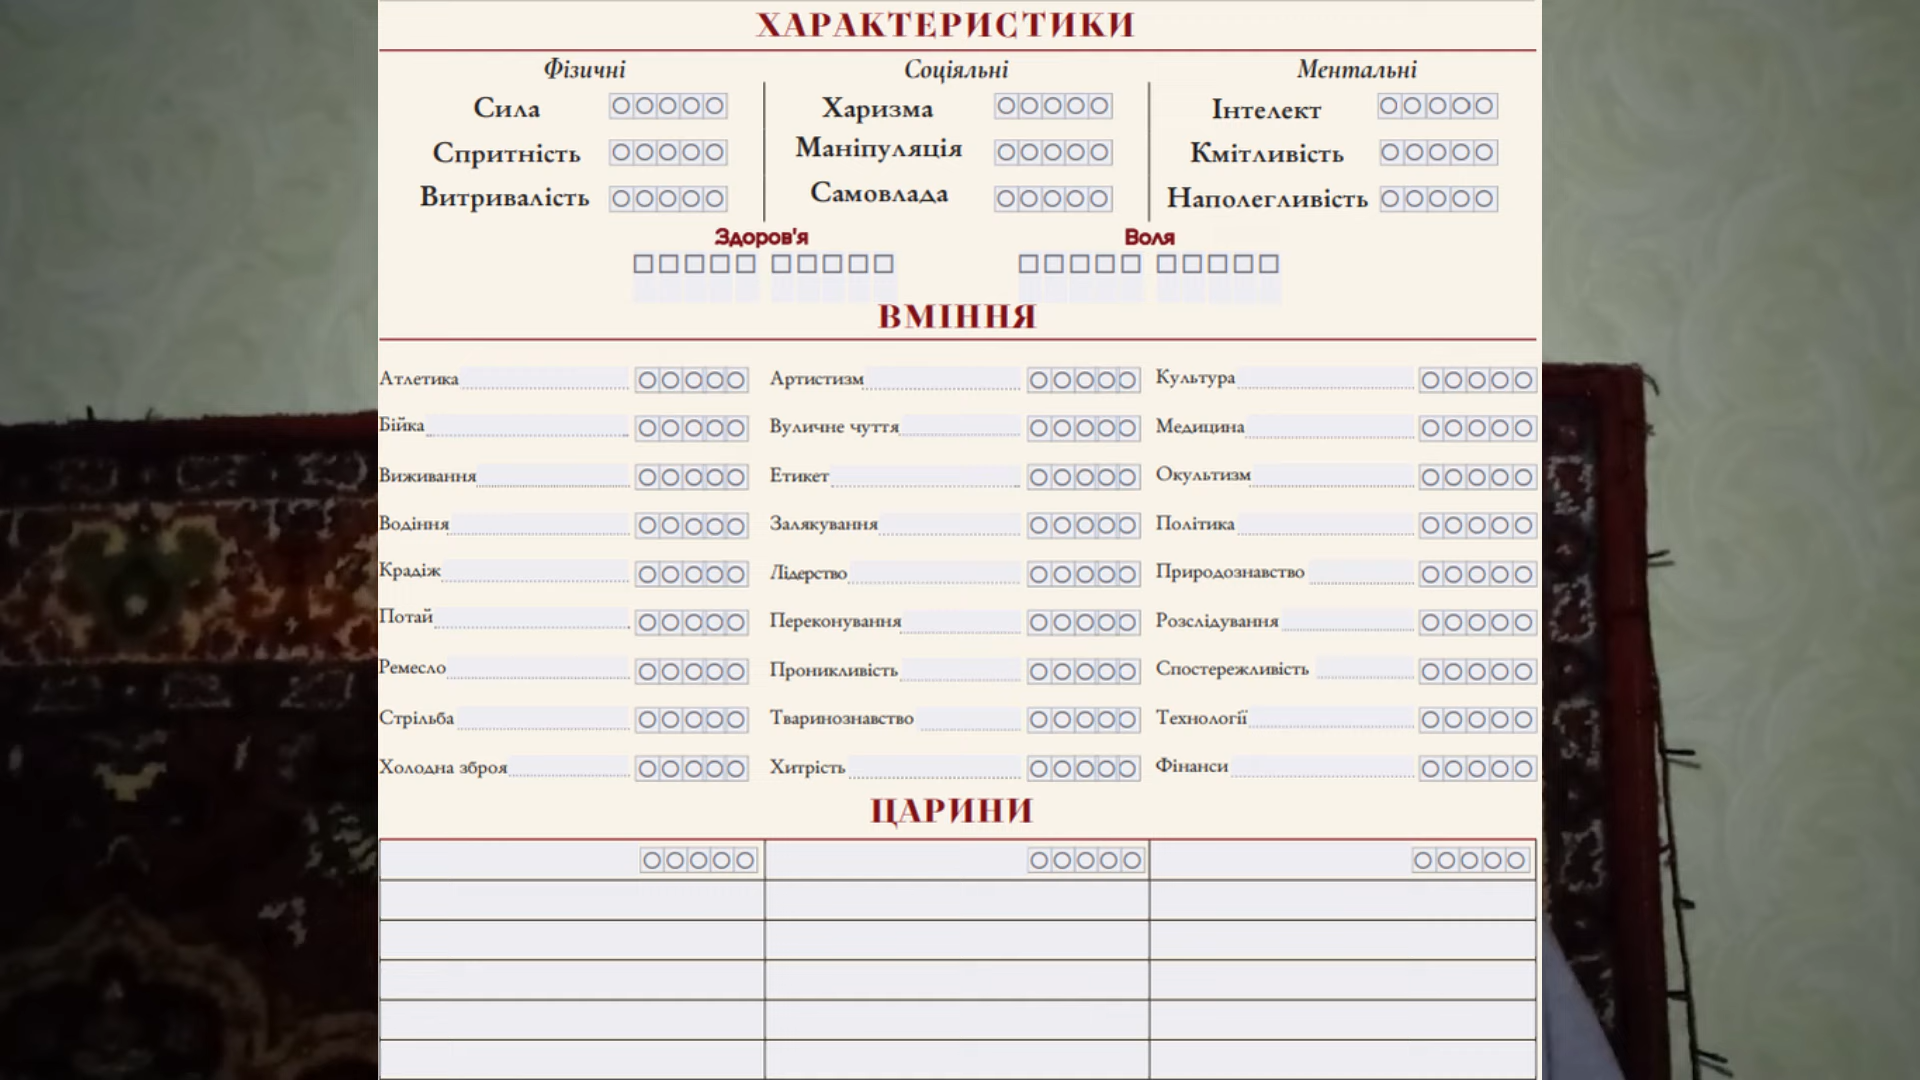 ХАРАКТЕРИСТИКИ
Фізичні Соціяльні Ментальні
Сила Харизма Інтелект
Спритність Маніпуляція Кмітливість
Витривалість Самовлада Наполегливість
Здоров'я Воля
ВМІННЯ
Атлетика Артистизм Культура
Бійка Вуличне чуття Медицина
Виживання Етикет Окультизм
Водіння Залякування Політика
Крадіж Лідерство Природознавство
Потай Переконування Розслідування
Ремесло Проникливість Спостережливість
Стрільба Тваринознавство Технології
Холодна зброя Хитрість Фінанси
ЦАРИНИ